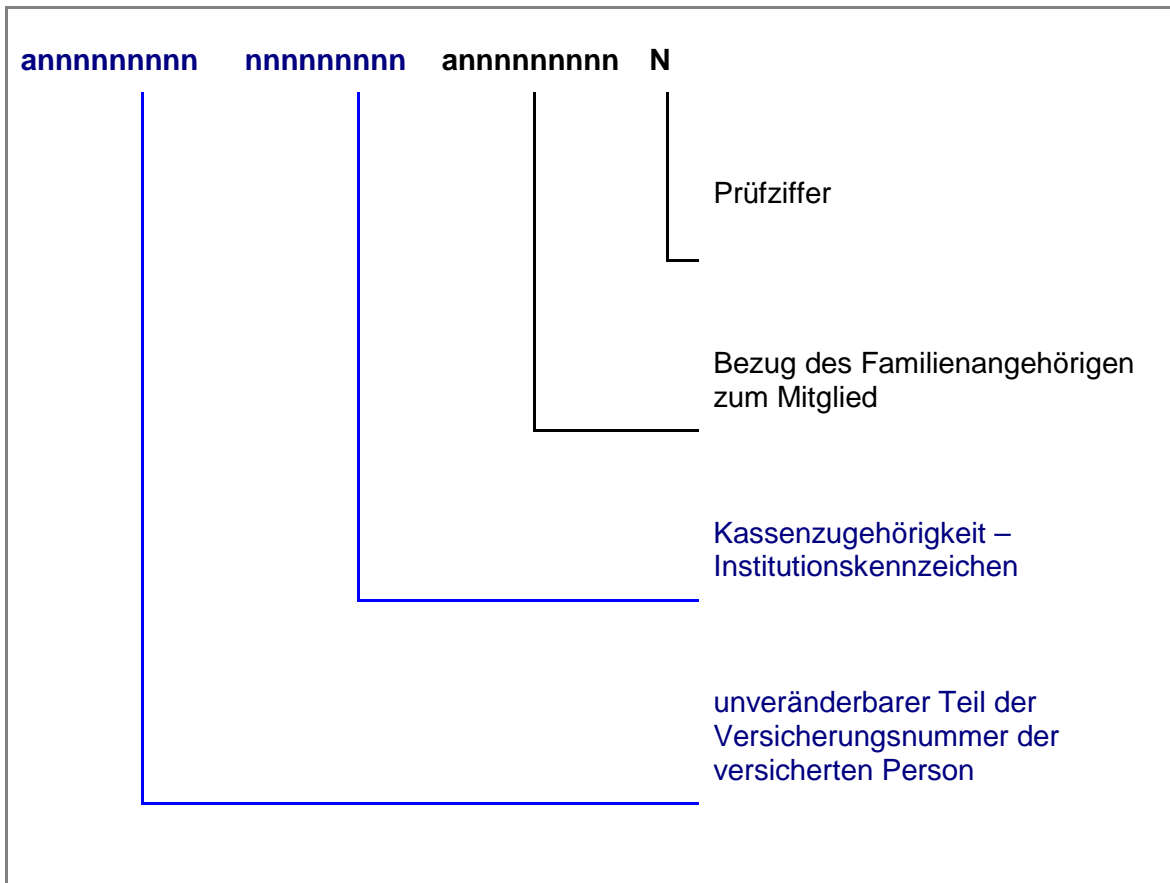 annnnnnnnn nnnnnnnnn annnnnnnnn N
Prüfziffer
Bezug des Familienangehörigen
zum Mitglied
Kassenzugehörigkeit –
Institutionskennzeichen
unveränderbarer Teil der
Versicherungsnummer der
versicherten Person